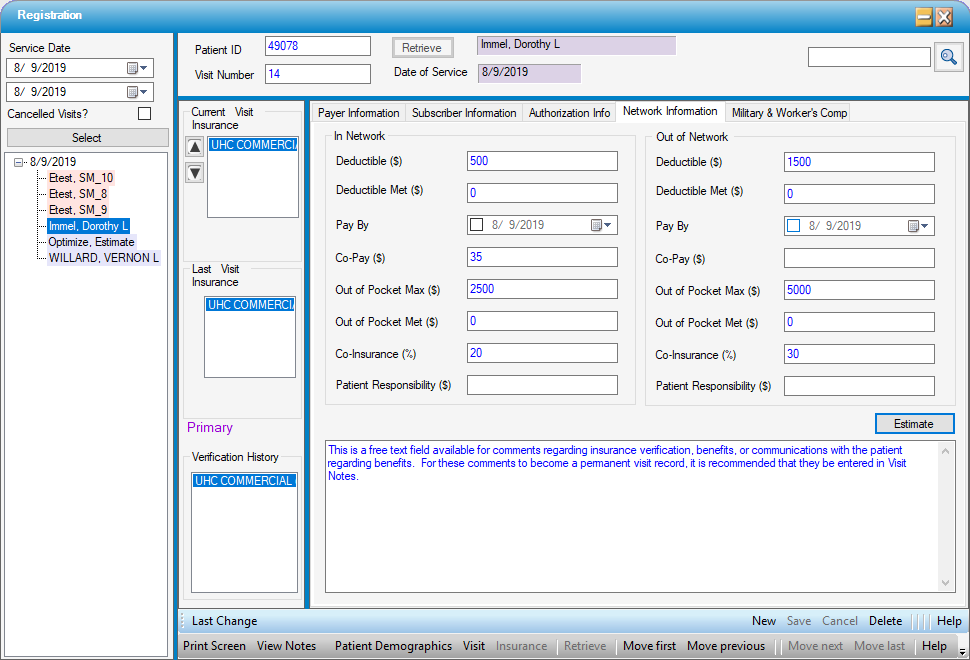 Registration
Service Date
8/ 9/2019
8/ 9/2019
Cancelled Visits?
Select
8/9/2019
Etest, SM_10
Etest, SM_8
Etest, SM_9
Immel, Dorothy L
Optimize, Estimate
WILLARD, VERNON L
Patient ID
49078
Retrieve
Immel, Dorothy L
Visit Number
14
Date of Service
8/9/2019
Current Visit
Insurance
UHC COMMERCIA
Last Visit
Insurance
UHC COMMERCIA
Primary
Verification History
UHC COMMERCIAL
Payer Information
Subscriber Information
Authorization Info
Network Information
Military & Worker's Comp
In Network
Deductible ($)
500
Deductible Met ($)
0
Pay By
8/ 9/2019
Co-Pay ($)
35
Out of Pocket Max ($)
2500
Out of Pocket Met ($)
0
Co-Insurance (%)
20
Patient Responsibility ($)
Out of Network
Deductible ($)
1500
Deductible Met ($)
0
Pay By
8/ 9/2019
Co-Pay ($)
Out of Pocket Max ($)
5000
Out of Pocket Met ($)
0
Co-Insurance (%)
30
Patient Responsibility ($)
Estimate
This is a free text field available for comments regarding insurance verification, benefits, or communications with the patient
regarding benefits.  For these comments to become a permanent visit record, it is recommended that they be entered in Visit
Notes.
Last Change
New
Save
Cancel
Delete
Help
Print Screen
View Notes
Patient Demographics
Visit
Insurance
Retrieve
Move first
Move previous
Move next
Move last
Help